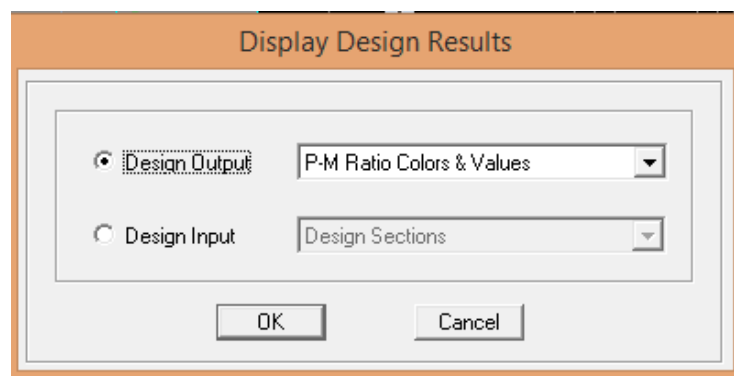 Display Design Results
Design Output P-M Ratio Colors & Values
Design Input Design Sections
OK Cancel